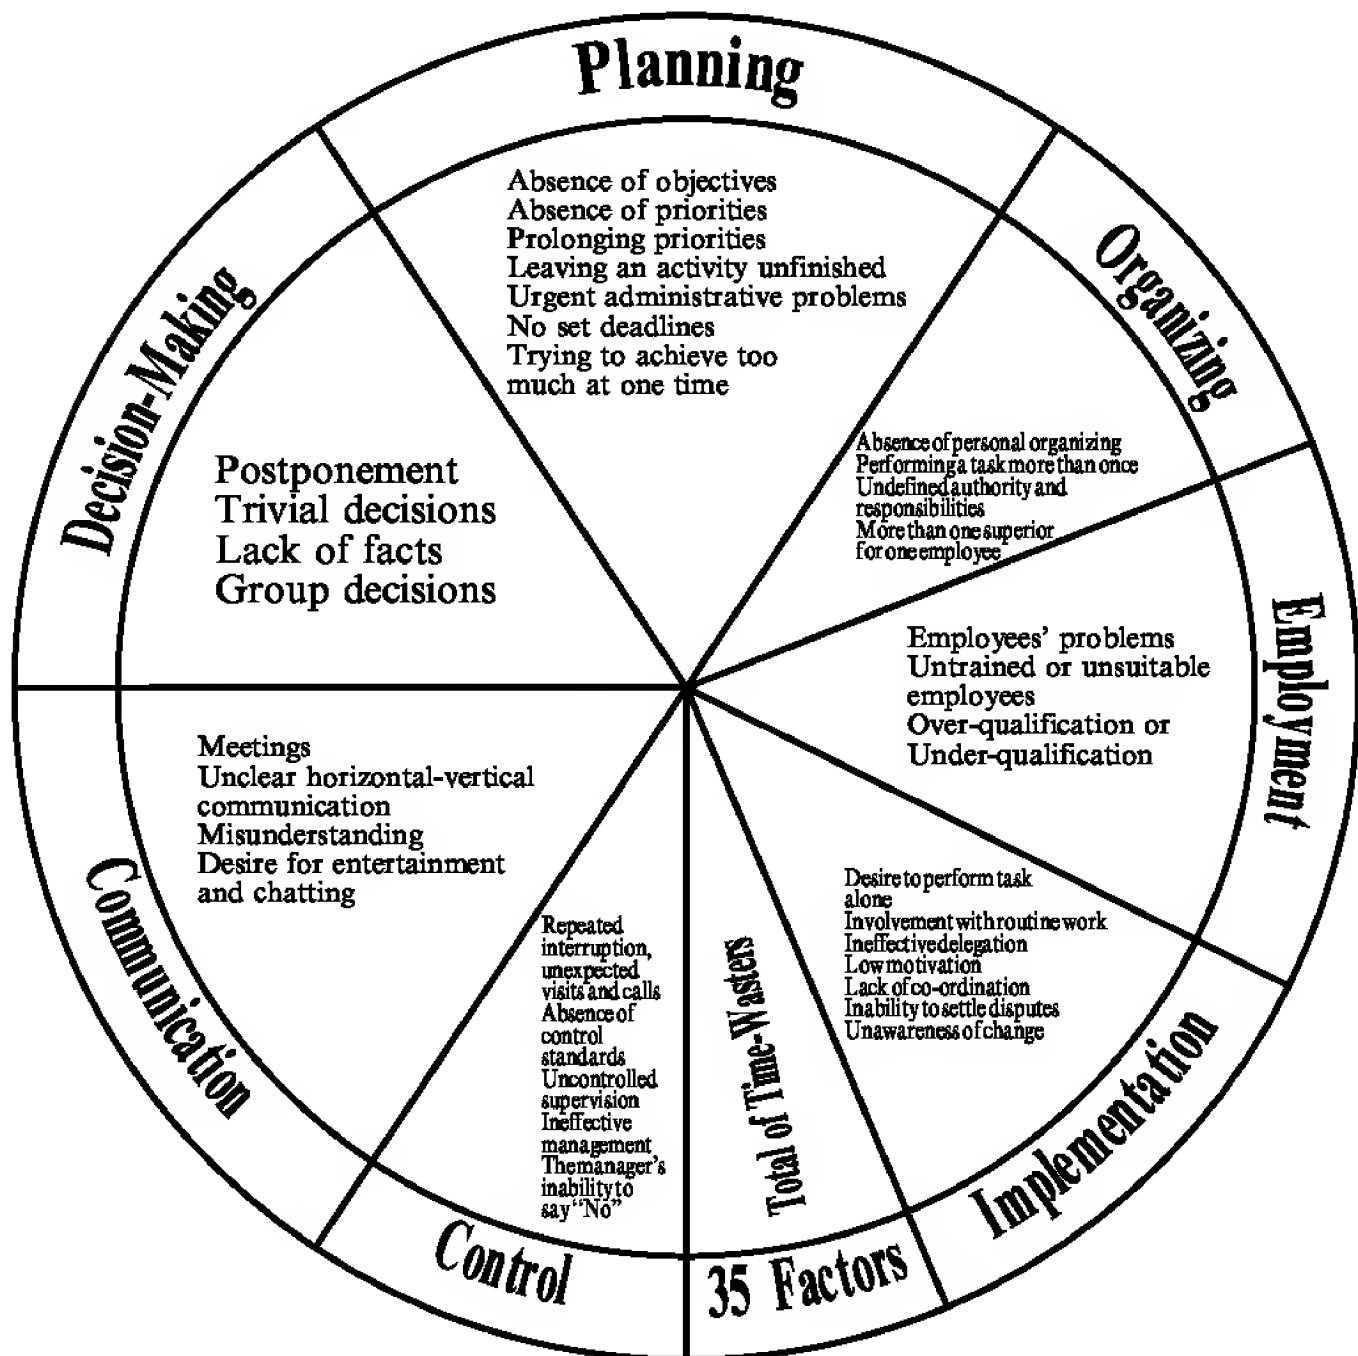 Planning
Absence of objectives
Absence of priorities
Prolonging priorities
Leaving an activity unfinished
Urgent administrative problems
No set deadlines
Trying to achieve too
much at one time
Organizing
Absence of personal organizing
Performing a task more than once
Undefined authority and
responsibilities
More than one superior
for one employee
Employment
Employees' problems
Untrained or unsuitable
employees
Over-qualification or
Under-qualification
Implementation
Desire to perform task
alone
Involvement with routine work
Ineffective delegation
Low motivation
Lack of co-ordination
Inability to settle disputes
Unawareness of change
Total of Time-Wasters
35 Factors
Control
Repeated
interruption,
unexpected
visits and calls
Absence of
control
standards
Uncontrolled
supervision
Ineffective
management
The manager's
inability to
say “No”
Communication
Meetings
Unclear horizontal-vertical
communication
Misunderstanding
Desire for entertainment
and chatting
Decision-Making
Postponement
Trivial decisions
Lack of facts
Group decisions